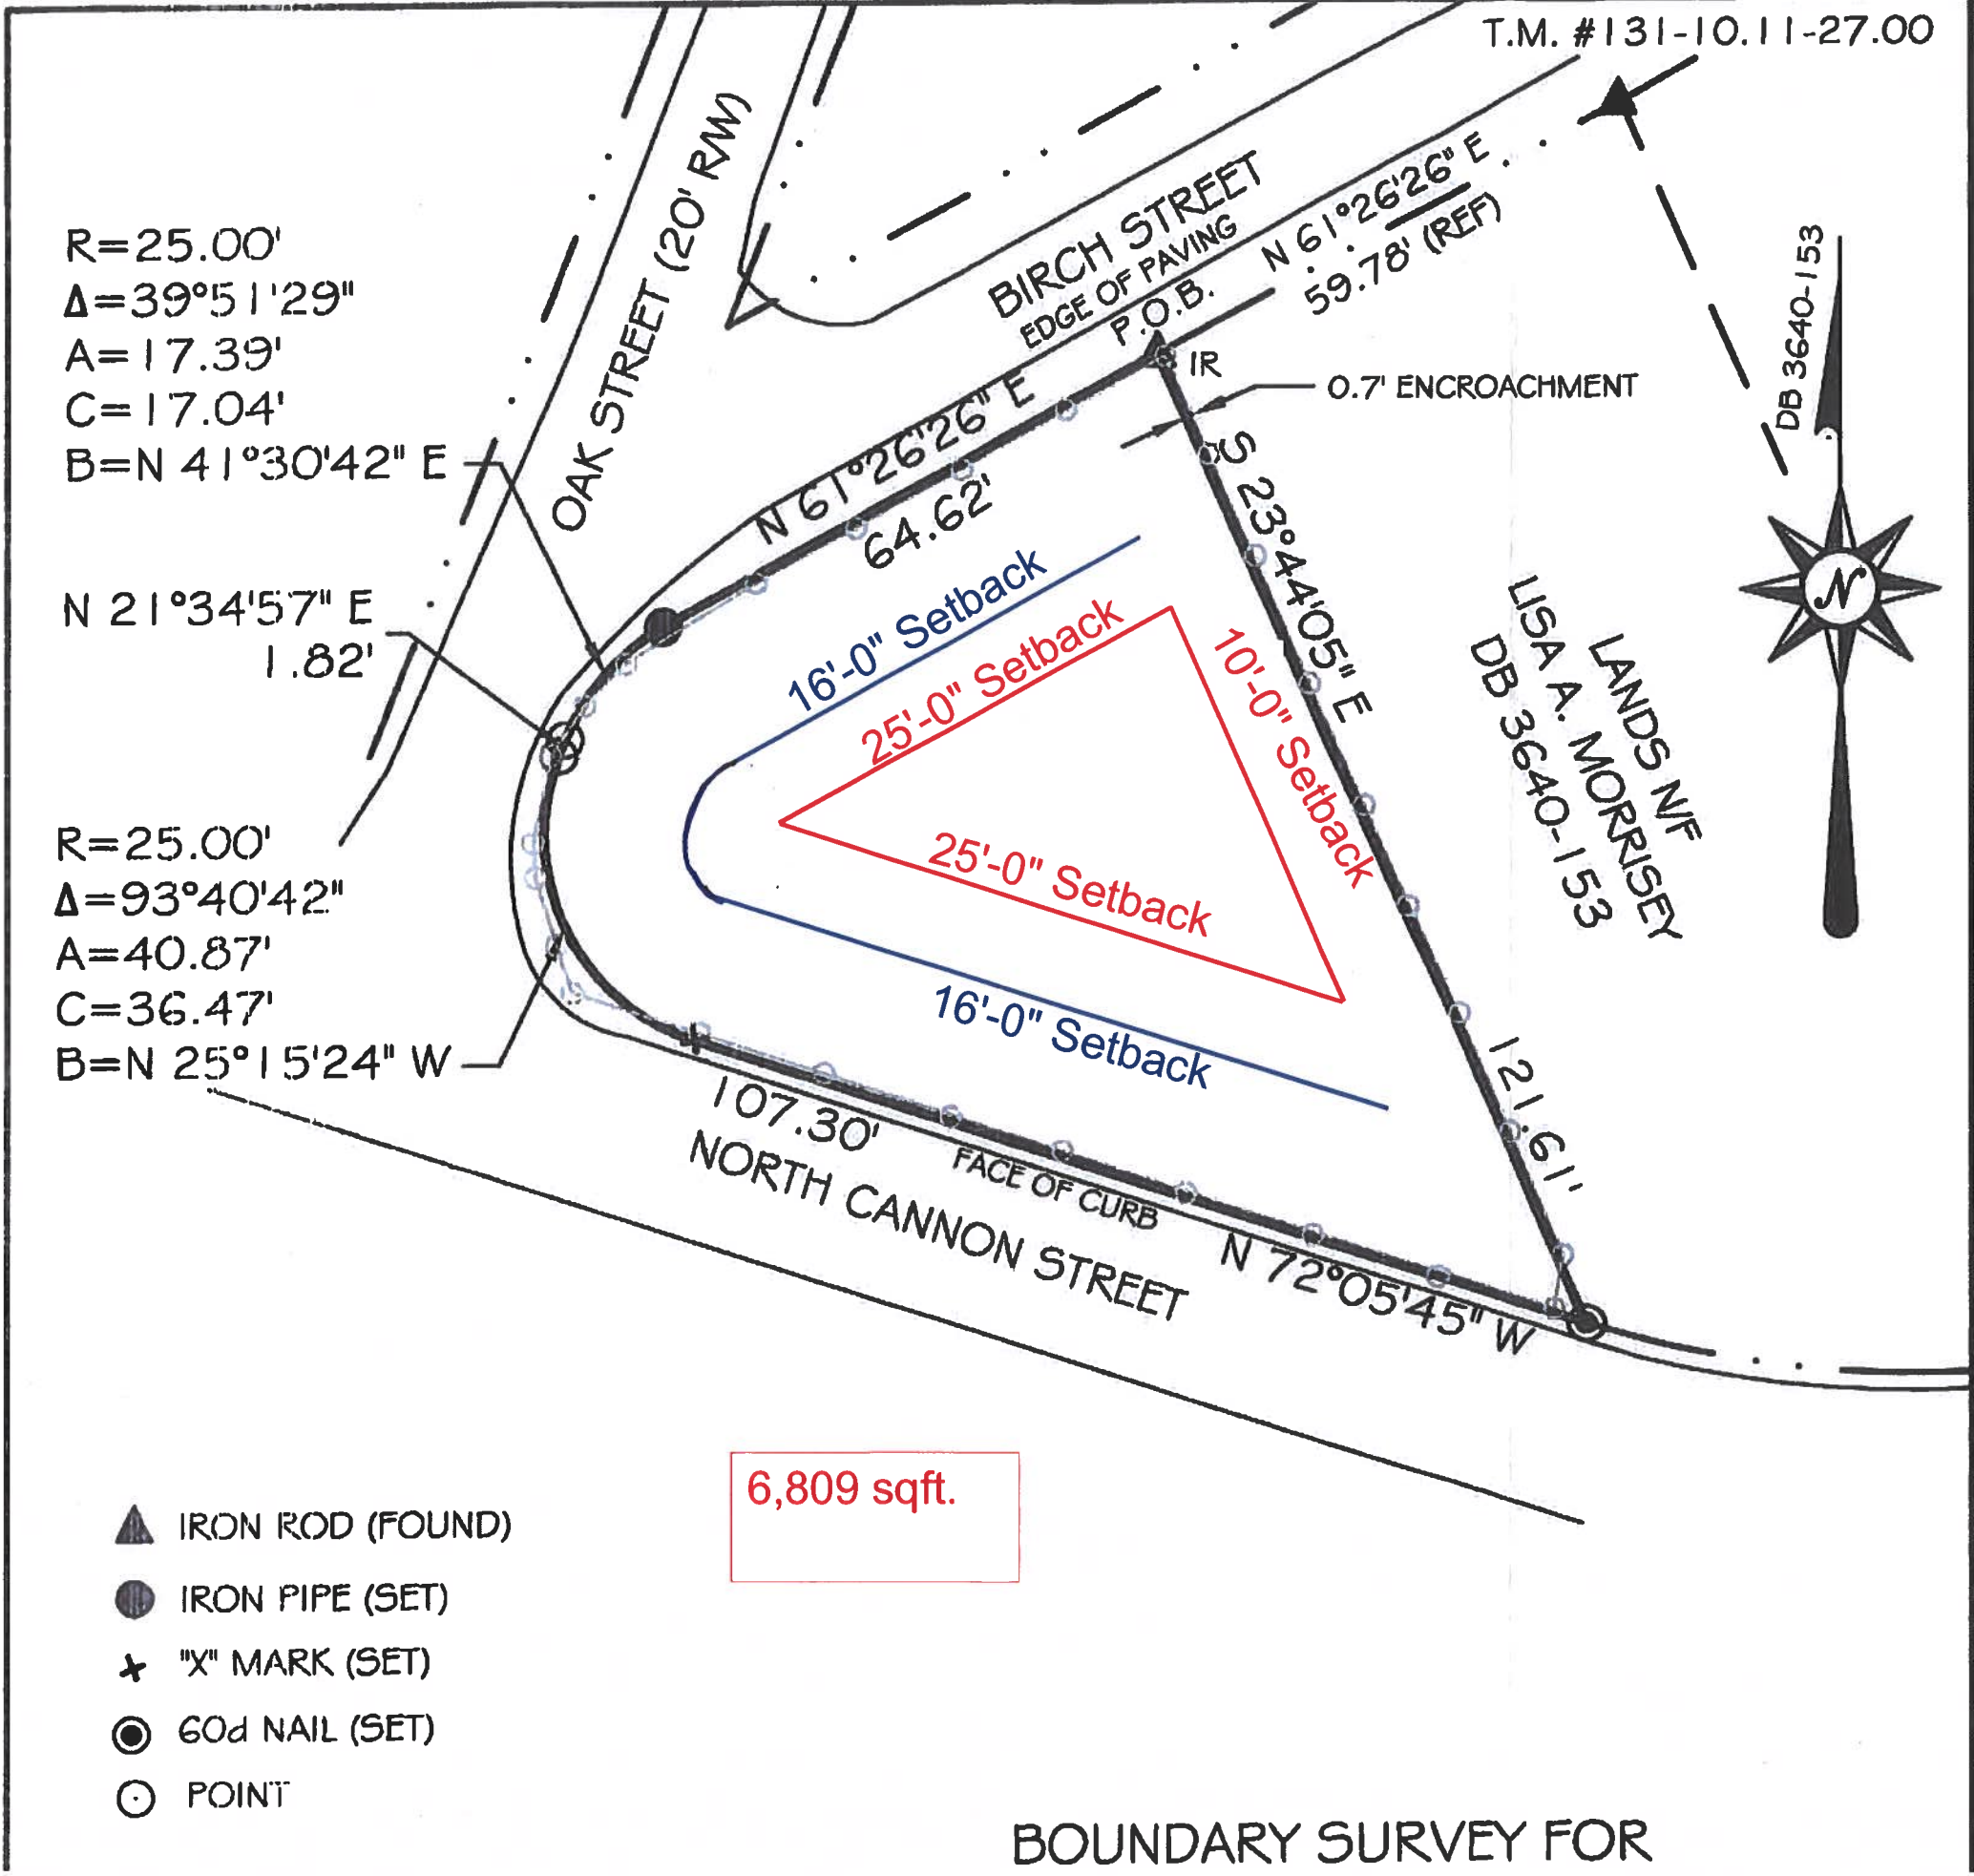 T.M. #131-10.11-27.00
R=25.00'
Δ=39°51'29"
A=17.39'
C=17.04'
B=N 41°30'42" E
OAK STREET (20' R/W)
BIRCH STREET
EDGE OF PAVING
P.O.B.
IR
N 61°26'26" E
59.78' (REF)
0.7' ENCROACHMENT
DB 3640-153
N
N 61°26'26" E
64.62'
S 23°44'05" E
121.61'
LANDS N/F
LISA A. MORRISEY
DB 3640-153
N 21°34'57" E
1.82'
16'-0" Setback
25'-0" Setback
10'-0" Setback
25'-0" Setback
16'-0" Setback
R=25.00'
Δ=93°40'42"
A=40.87'
C=36.47'
B=N 25°15'24" W
107.30'
NORTH CANNON STREET
FACE OF CURB
N 72°05'45" W
6,809 sqft.
IRON ROD (FOUND)
IRON PIPE (SET)
"X" MARK (SET)
60d NAIL (SET)
POINT
BOUNDARY SURVEY FOR